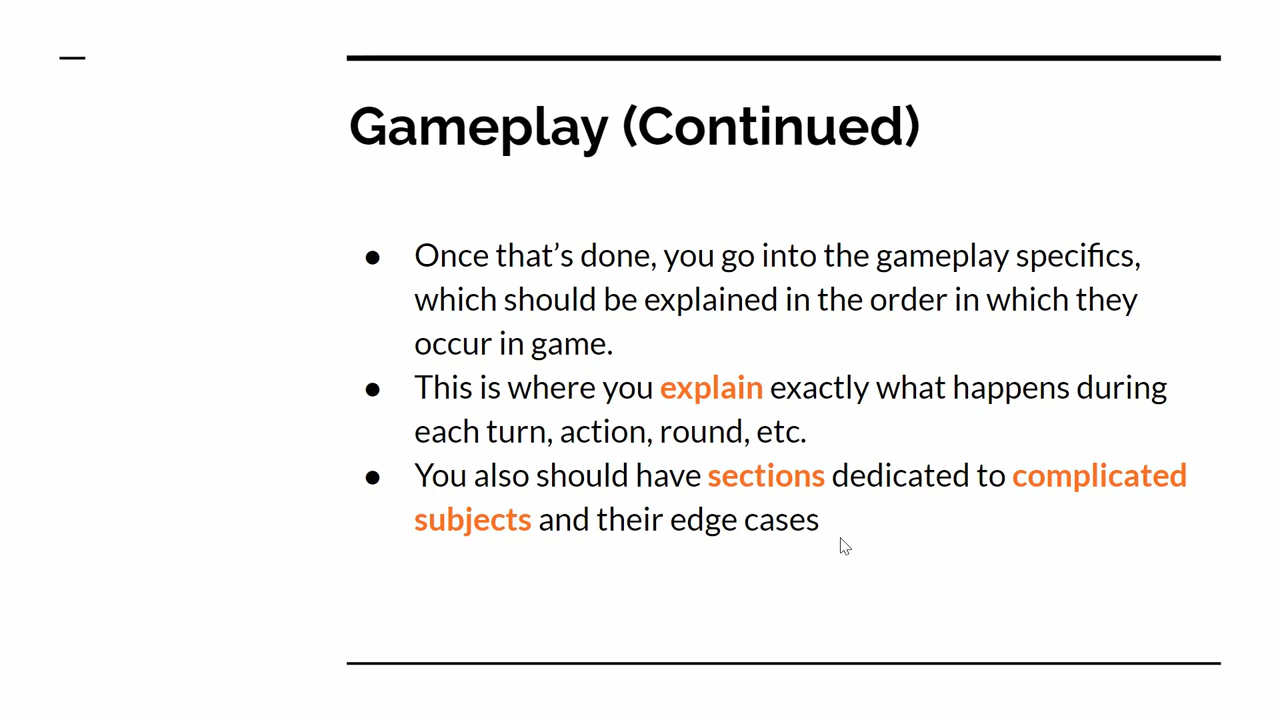 Gameplay (Continued)
● Once that’s done, you go into the gameplay specifics,
which should be explained in the order in which they
occur in game.
● This is where you explain exactly what happens during
each turn, action, round, etc.
● You also should have sections dedicated to complicated
subjects and their edge cases